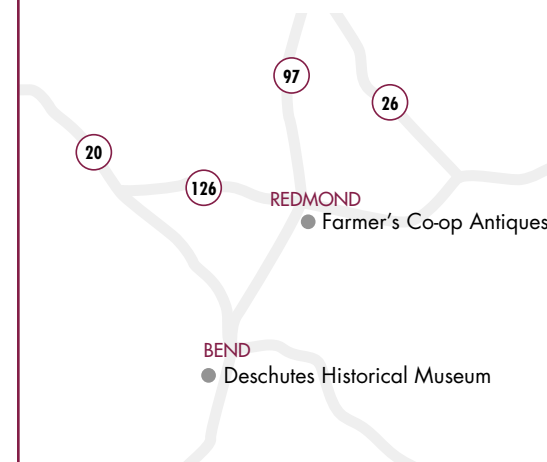 97
26
20
126
REDMOND
Farmer's Co-op Antiques
BEND
Deschutes Historical Museum